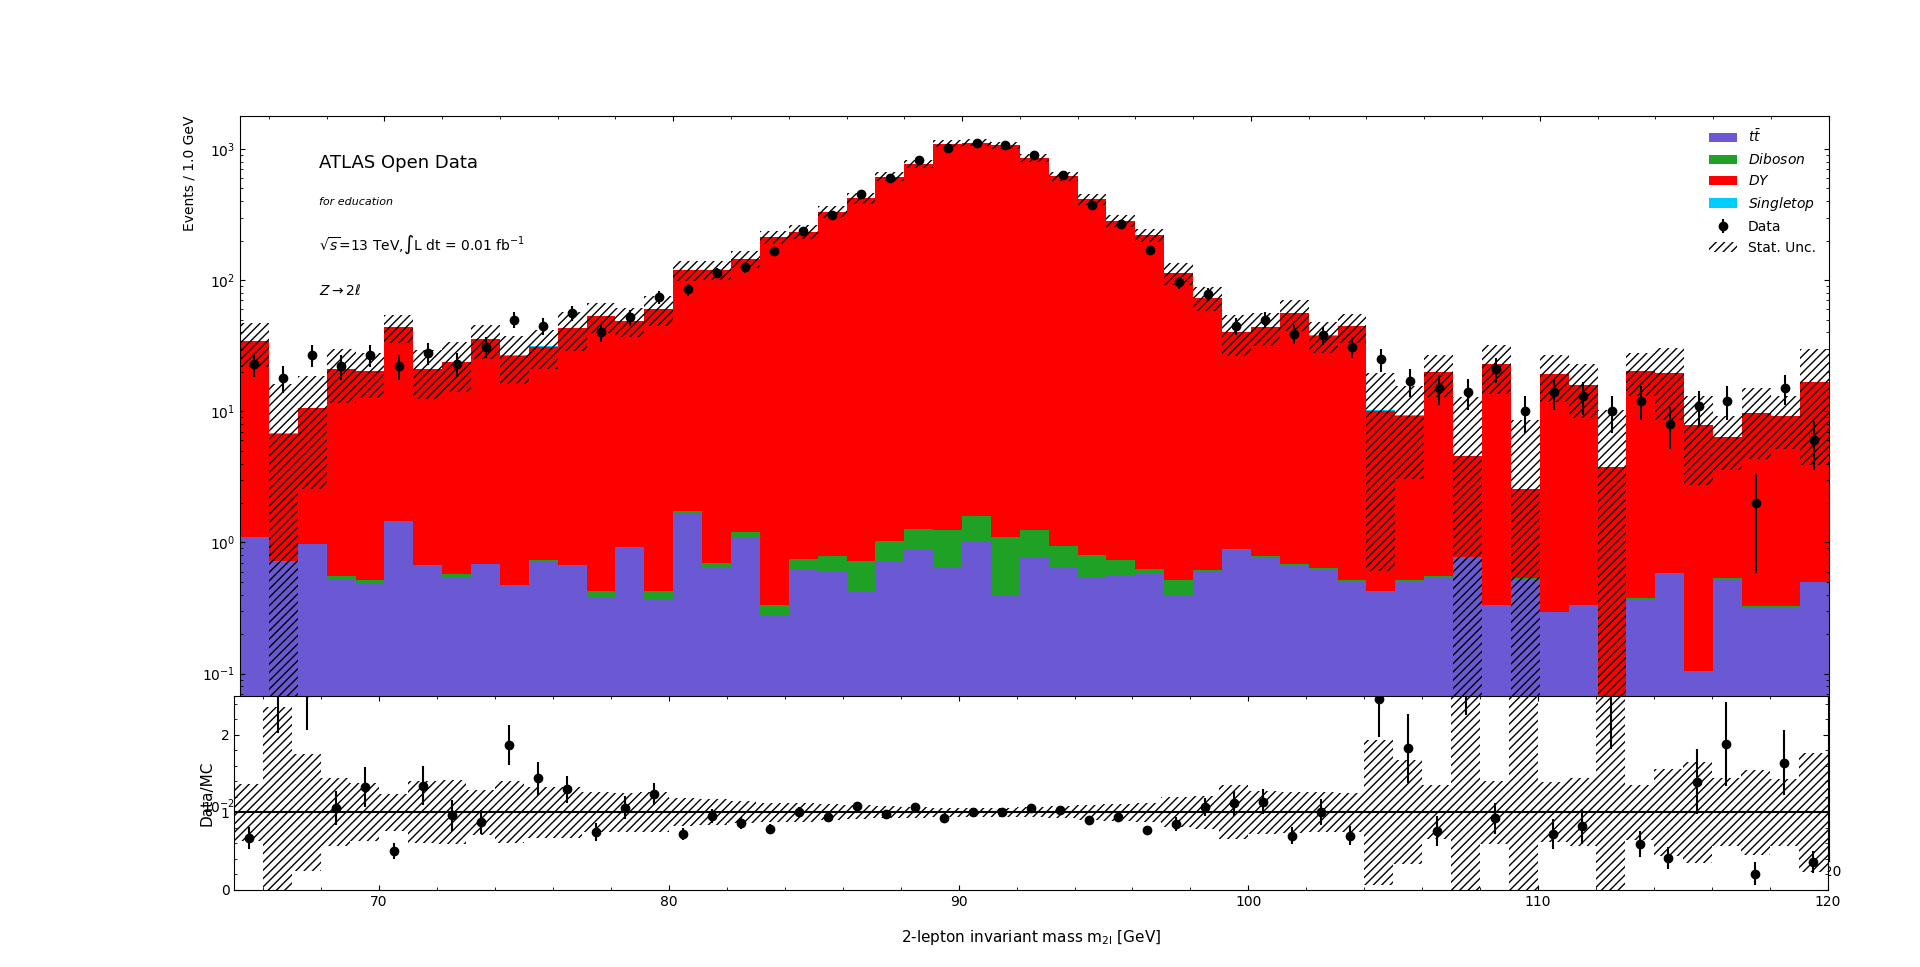 Events / 1.0 GeV
10³
10²
10¹
10⁰
10⁻¹
ATLAS Open Data
for education
√s=13 TeV,∫L dt = 0.01 fb⁻¹
Z→2ℓ
tt̄
Diboson
DY
Singletop
Data
Stat. Unc.
Data/MC
2
1
0
70 80 90 100 110 120
2-lepton invariant mass m₂ₗ [GeV]